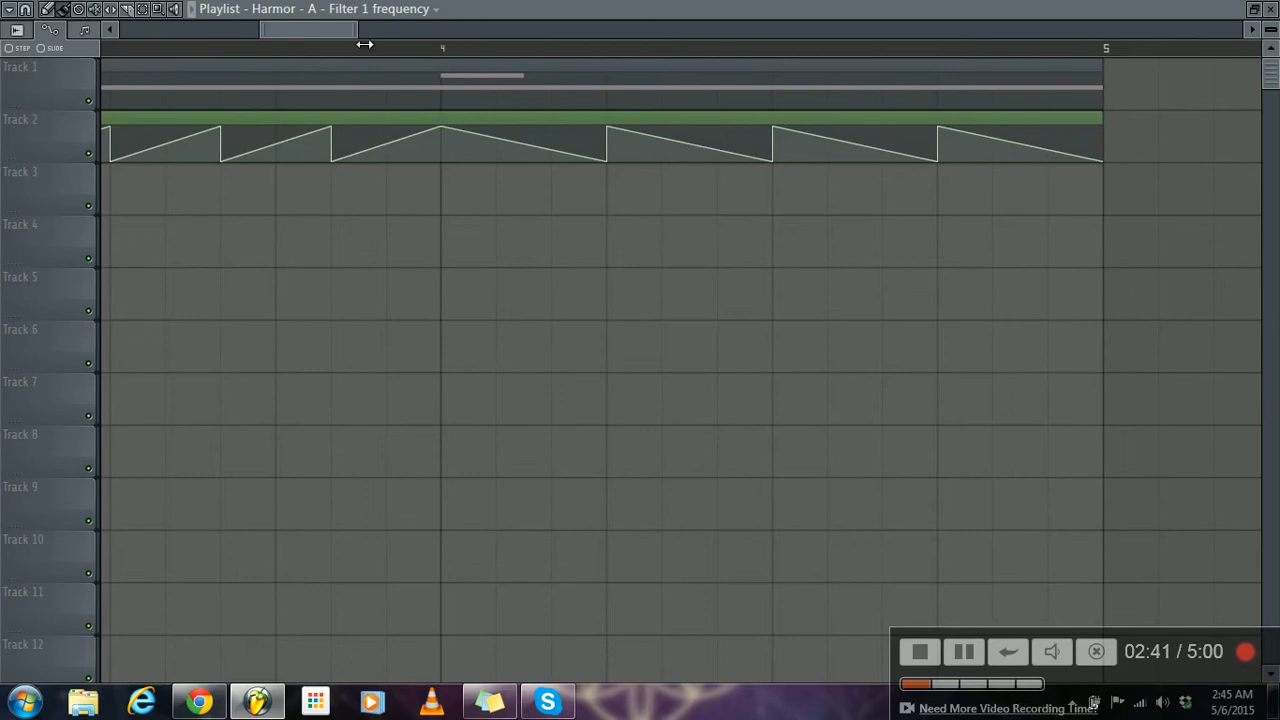 Playlist - Harmor - A - Filter 1 frequency
STEP SLIDE
4
5
Track 1
Track 2
Track 3
Track 4
Track 5
Track 6
Track 7
Track 8
Track 9
Track 10
Track 11
Track 12
02:41 / 5:00
Need More Video Recording Time?
2:45 AM
5/6/2015